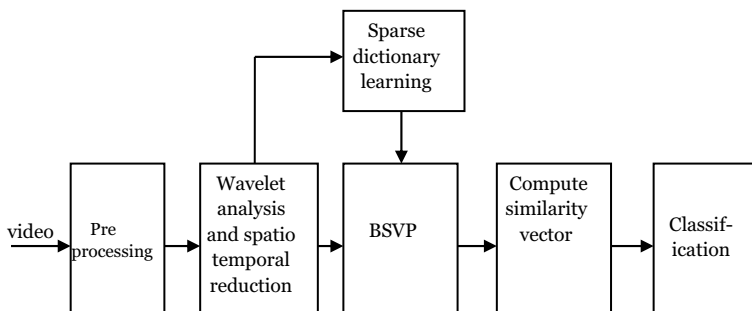 Sparse
dictionary
learning
video
Pre
processing
Wavelet
analysis
and spatio
temporal
reduction
BSVP
Compute
similarity
vector
Classif-
ication